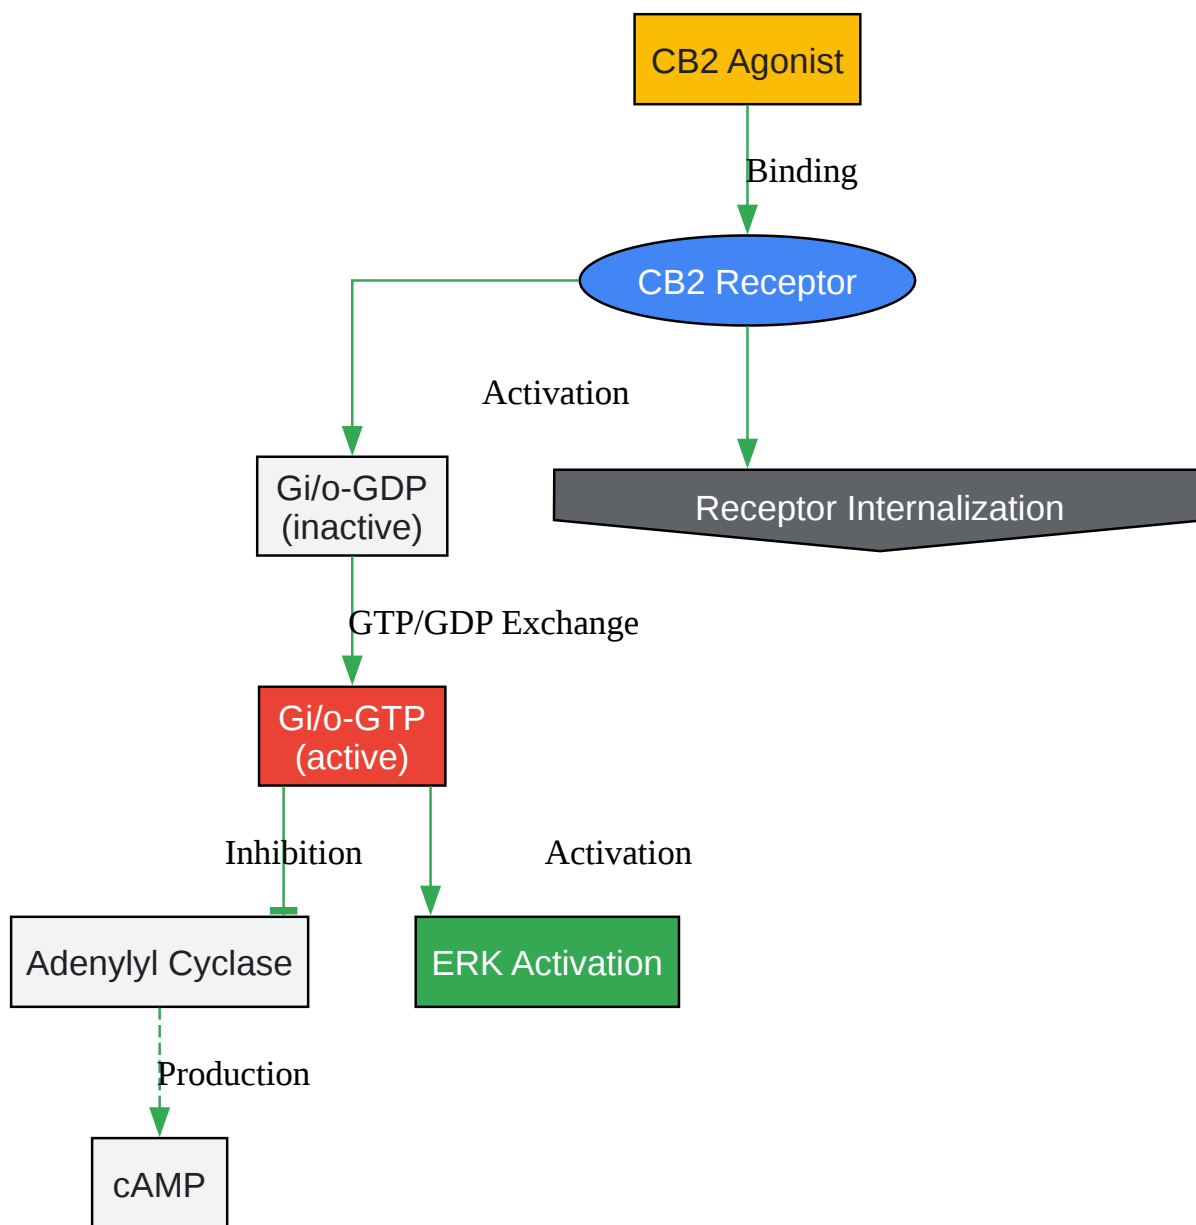 CB2 Agonist
Binding
CB2 Receptor
Activation
Gi/o-GDP
(inactive)
Receptor Internalization
GTP/GDP Exchange
Gi/o-GTP
(active)
Inhibition
Activation
Adenylyl Cyclase
ERK Activation
Production
cAMP